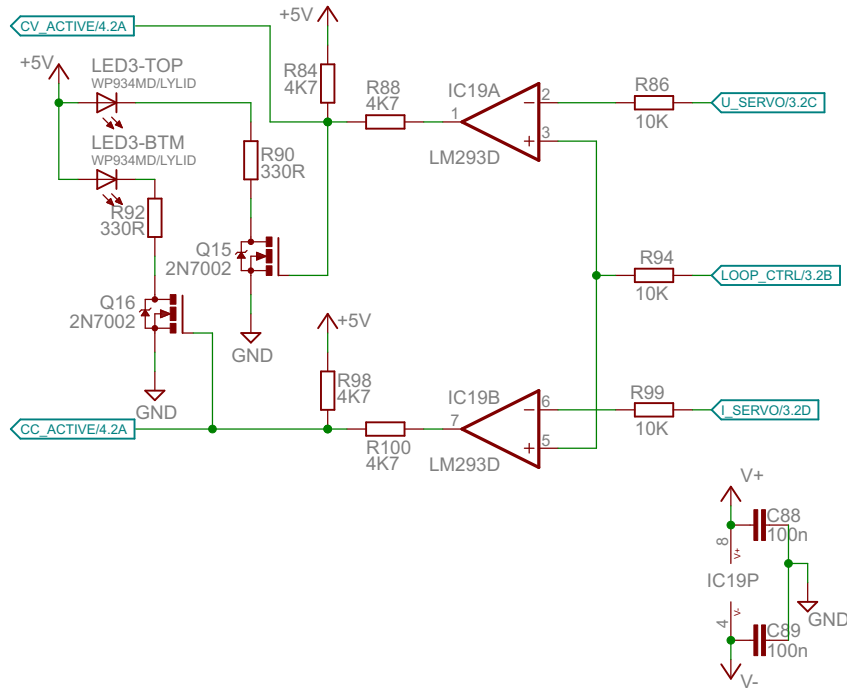 CV_ACTIVE/4.2A
+5V
+5V
LED3-TOP
WP934MD/LYLID
R84
4K7
R88
4K7
IC19A
1
2
3
-
+
LM293D
R86
10K
U_SERVO/3.2C
LED3-BTM
WP934MD/LYLID
R90
330R
R92
330R
Q15
2N7002
R94
10K
LOOP_CTRL/3.2B
Q16
2N7002
GND
+5V
GND
R98
4K7
IC19B
7
6
5
-
+
LM293D
R99
10K
I_SERVO/3.2D
CC_ACTIVE/4.2A
R100
4K7
V+
C88
100n
8
V+
IC19P
GND
4
V-
C89
100n
V-